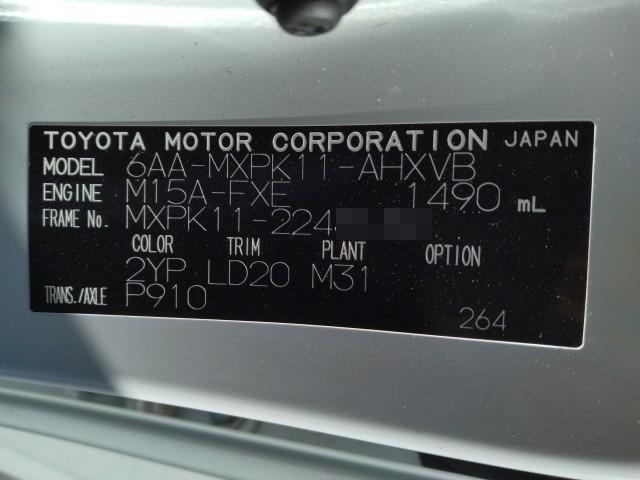 TOYOTA MOTOR CORPORATION JAPAN
MODEL 6AA-MXPK11-AHXVB
ENGINE M15A-FXE 1490 mL
FRAME No. MXPK11-224
COLOR TRIM PLANT OPTION
2YP LD20 M31
TRANS./AXLE P910
264